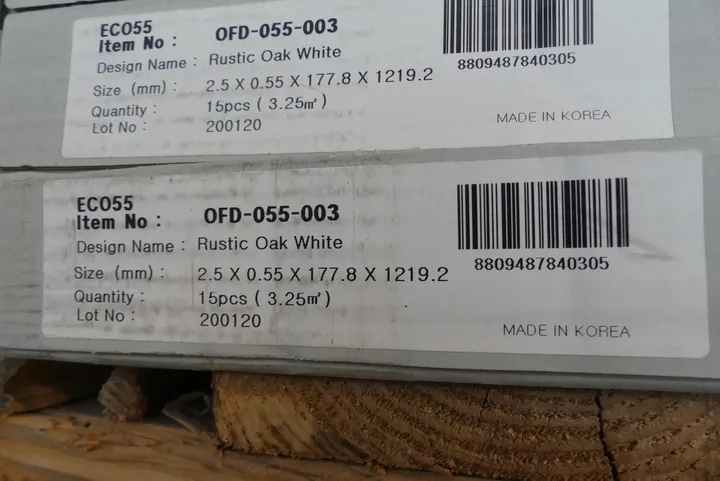 ECO55
Item No : OFD-055-003
Design Name : Rustic Oak White
Size (mm) : 2.5 X 0.55 X 177.8 X 1219.2
Quantity : 15pcs ( 3.25㎡)
Lot No : 200120
8809487840305
MADE IN KOREA
ECO55
Item No : OFD-055-003
Design Name : Rustic Oak White
Size (mm) : 2.5 X 0.55 X 177.8 X 1219.2
Quantity : 15pcs ( 3.25㎡)
Lot No : 200120
8809487840305
MADE IN KOREA